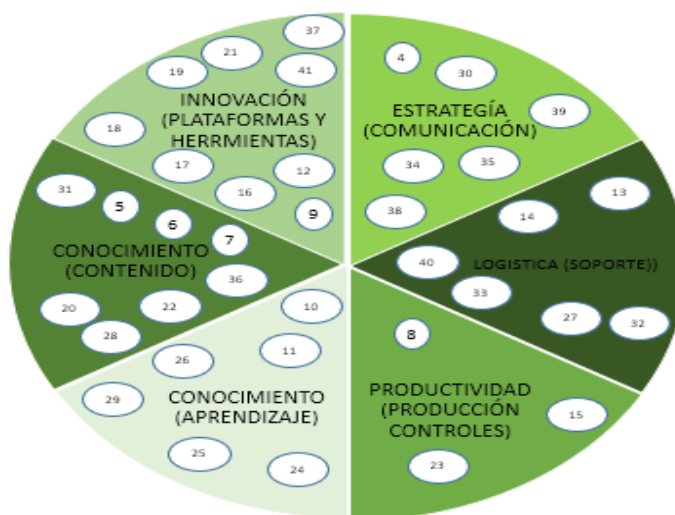 37
21
19
41
INNOVACIÓN
(PLATAFORMAS Y
HERRMIENTAS)
18
17
12
16
9
4
30
39
ESTRATEGÍA
(COMUNICACIÓN)
34
35
38
13
14
40
LOGISTICA (SOPORTE))
33
27
32
8
PRODUCTIVIDAD
(PRODUCCIÓN
CONTROLES)
15
23
10
11
26
29
CONOCIMIENTO
(APRENDIZAJE)
25
24
31
5
6
7
CONOCIMIENTO
(CONTENIDO)
36
20
22
28